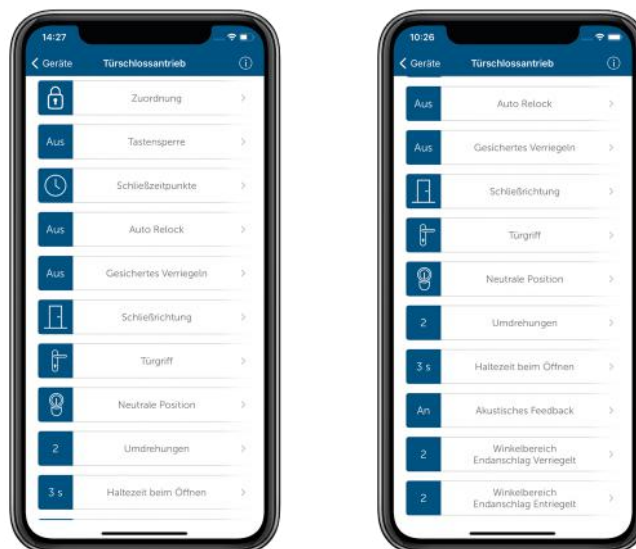 14:27
Geräte
Türschlossantrieb
Zuordnung
Aus
Tastensperre
Schließzeitpunkte
Aus
Auto Relock
Aus
Gesichertes Verriegeln
Schließrichtung
Türgriff
Neutrale Position
2
Umdrehungen
3 s
Haltezeit beim Öffnen
10:26
Geräte
Türschlossantrieb
Aus
Auto Relock
Aus
Gesichertes Verriegeln
Schließrichtung
Türgriff
Neutrale Position
2
Umdrehungen
3 s
Haltezeit beim Öffnen
An
Akustisches Feedback
2
Winkelbereich
Endanschlag Verriegelt
2
Winkelbereich
Endanschlag Entriegelt